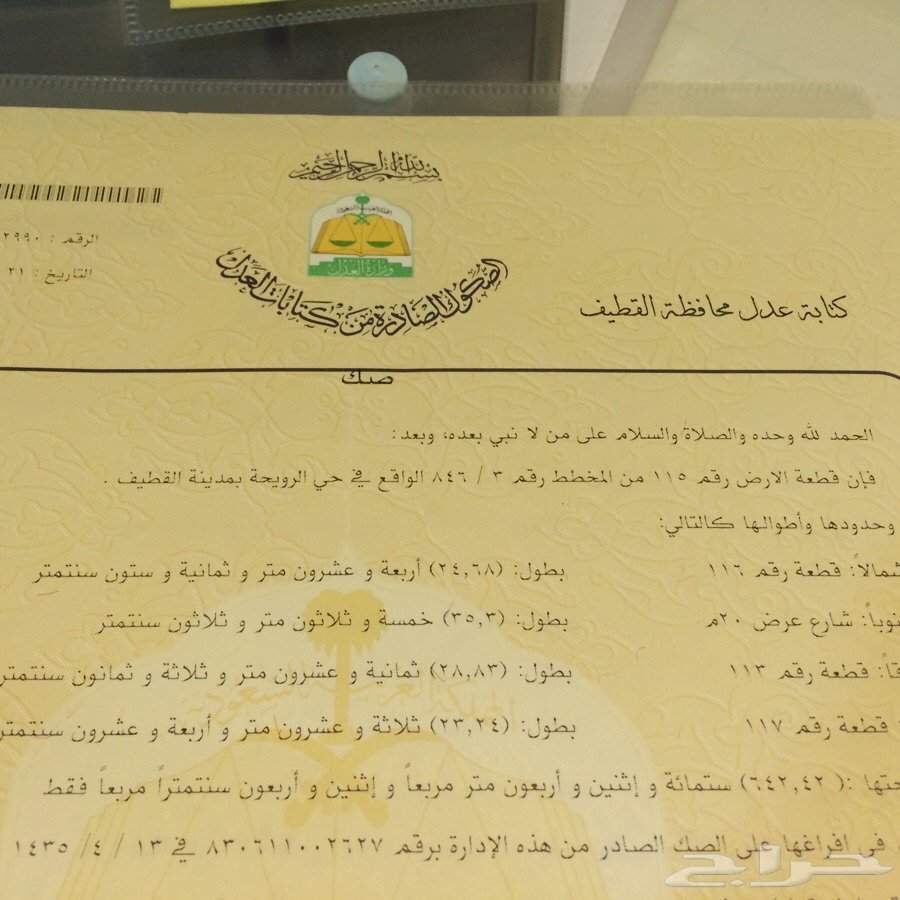 بسم الله الرحمن الرحيم
وزارة العدل
الصكوك الصادرة من كتابات العدل
الرقم :
التاريخ : ٢١
كتابة عدل محافظة القطيف
صك
الحمد لله وحده والصلاة والسلام على من لا نبي بعده، وبعد:
فإن قطعة الارض رقم ١١٥ من المخطط رقم ٣ / ٨٤٦ الواقع في حي الرويحة بمدينة القطيف .
وحدودها وأطوالها كالتالي:
شمالاً: قطعة رقم ١١٦ بطول: (٢٤,٦٨) أربعة و عشرون متر و ثمانية و ستون سنتمتر
شارع عرض ٢٠م بطول: (٣٥,٣) خمسة و ثلاثون متر و ثلاثون سنتمتر
قطعة رقم ١١٣ بطول: (٢٨,٨٣) ثمانية و عشرون متر و ثلاثة و ثمانون سنتمتر
قطعة رقم ١١٧ بطول: (٢٣,٢٤) ثلاثة و عشرون متر و أربعة و عشرون سنتمتر
(٦٤٢,٤٢) ستمائة و إثنين و أربعون متر مربعاً و إثنين و أربعون سنتمتراً مربعاً فقط
في افراغها على الصك الصادر من هذه الإدارة برقم ٨٣٠٦١١٠٠٢٦٢٧ في ١٣ / ٤ / ١٤٣٥
حراج